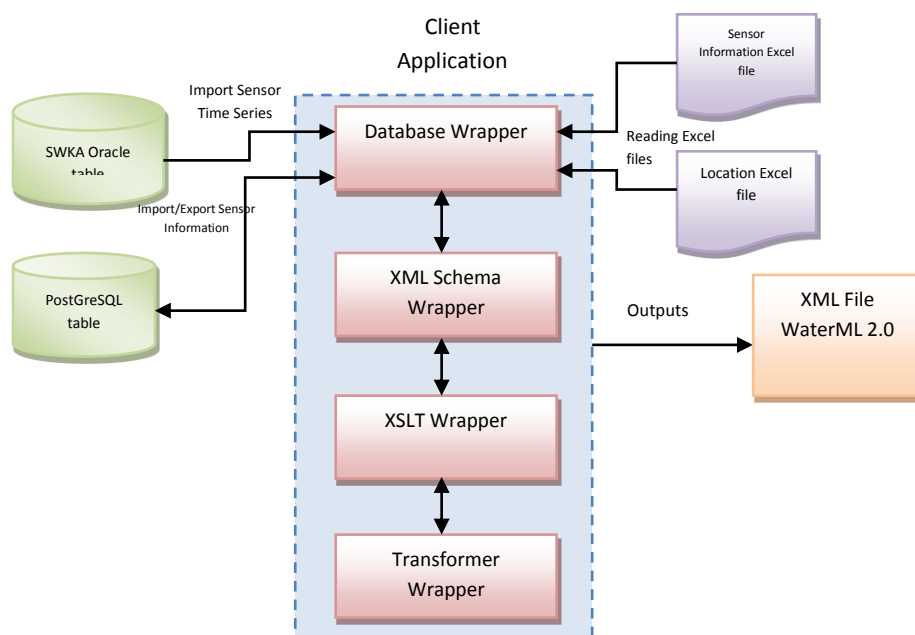 Client
Application
Sensor
Information Excel
file
Import Sensor
Time Series
Database Wrapper
Reading Excel
files
SWKA Oracle
table
Location Excel
file
Import/Export Sensor
Information
PostGreSQL
table
XML Schema
Wrapper
Outputs
XML File
WaterML 2.0
XSLT Wrapper
Transformer
Wrapper